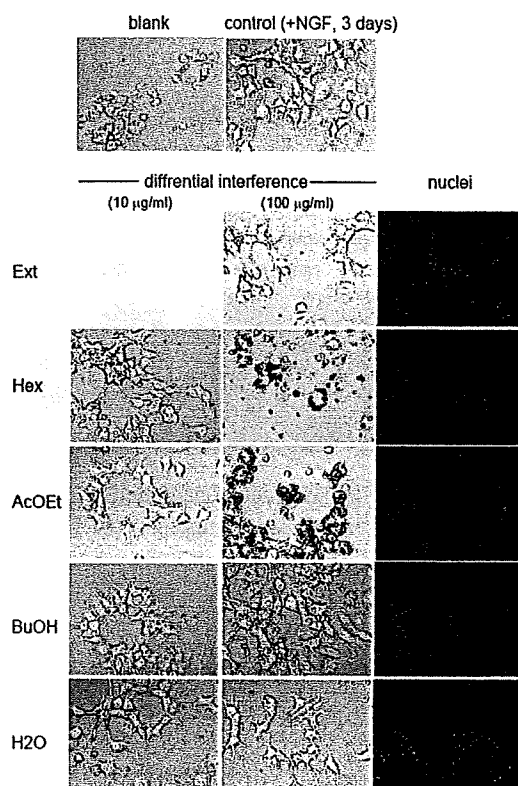 blank control (+NGF, 3 days)
diffrential interference nuclei
(10 μg/ml) (100 μg/ml)
Ext
Hex
AcOEt
BuOH
H2O